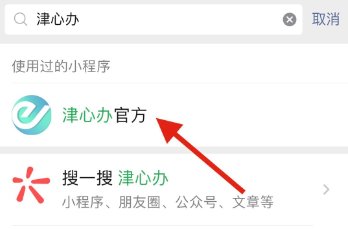 津心办
取消
使用过的小程序
津心办官方
搜一搜 津心办
小程序、朋友圈、公众号、文章等